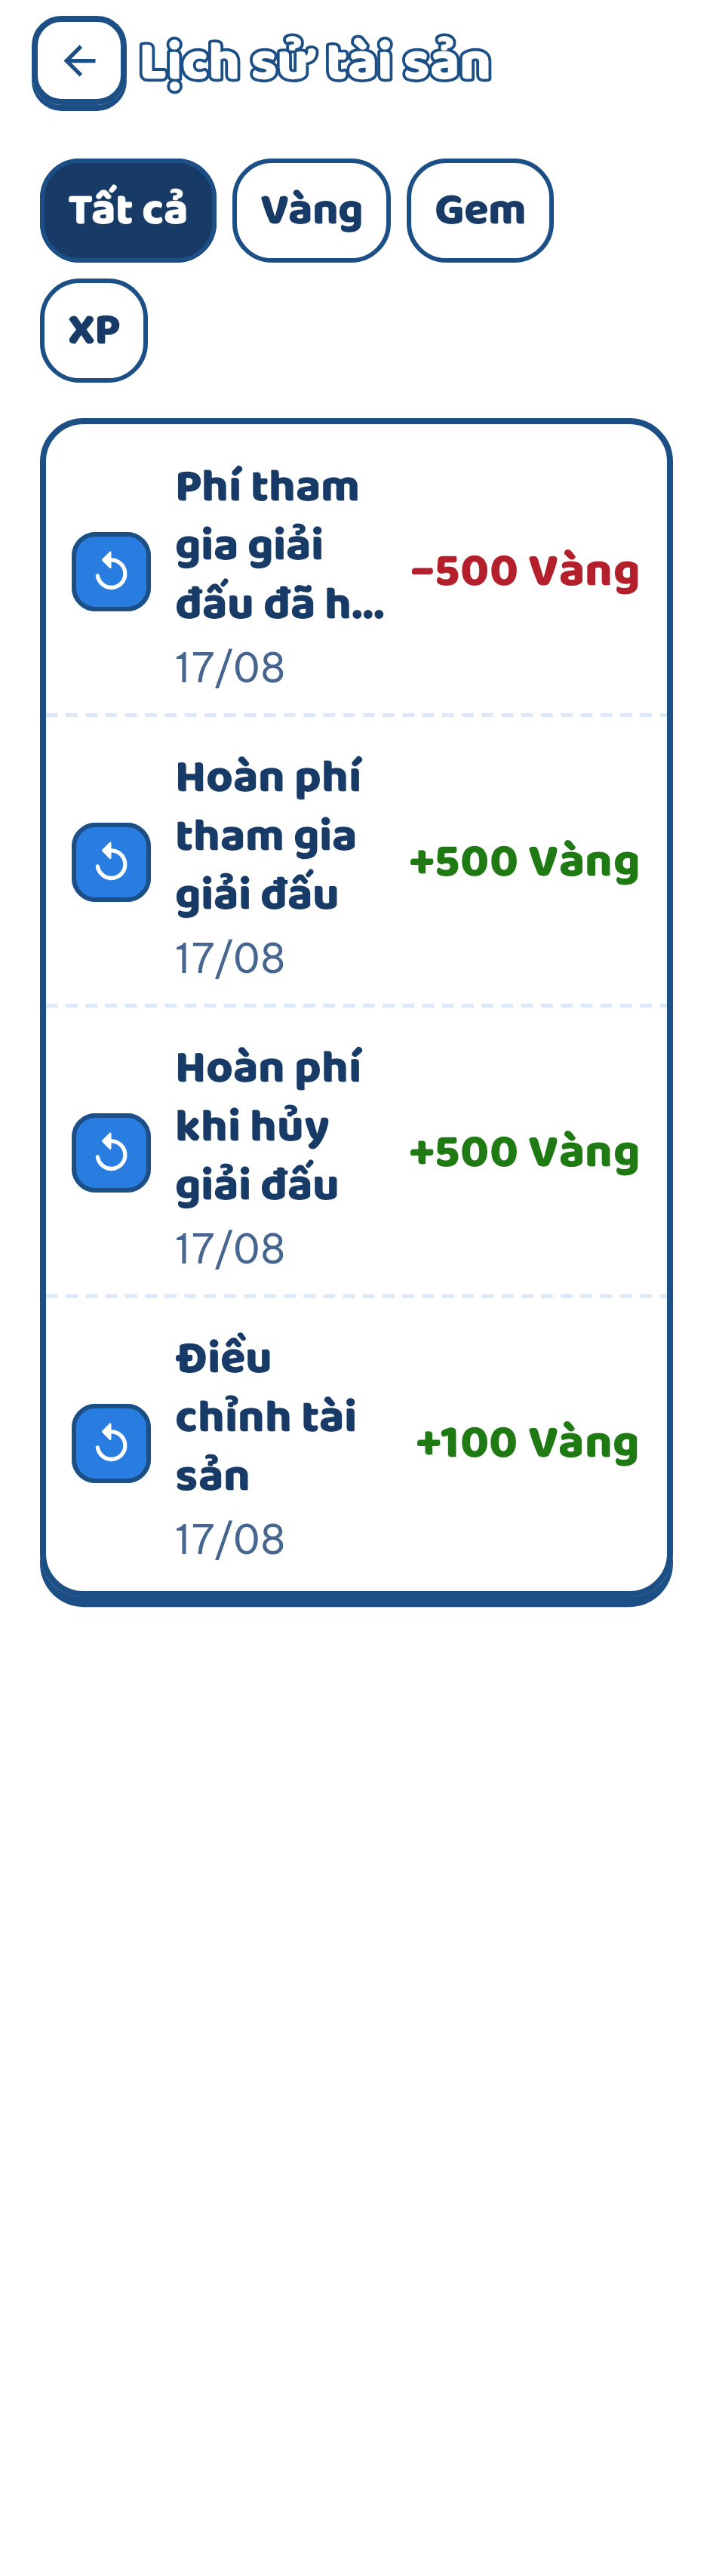 Lịch sử tài sản
Tất cả
Vàng
Gem
XP
Phí tham
gia giải
đấu đã h...
17/08
−500 Vàng
Hoàn phí
tham gia
giải đấu
17/08
+500 Vàng
Hoàn phí
khi hủy
giải đấu
17/08
+500 Vàng
Điều
chỉnh tài
sản
17/08
+100 Vàng